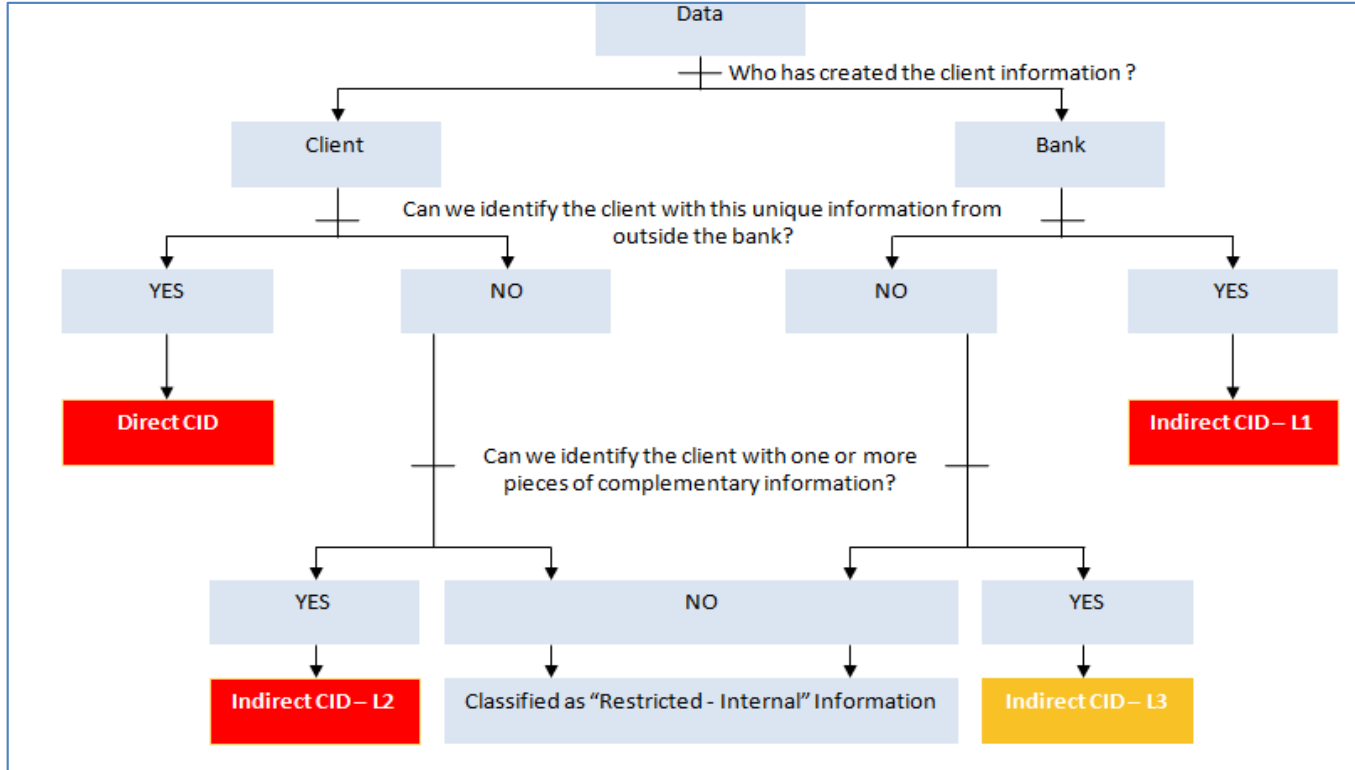 Data
Who has created the client information ?
Client
Bank
Can we identify the client with this unique information from
outside the bank?
YES
NO
NO
YES
Direct CID
Indirect CID – L1
Can we identify the client with one or more
pieces of complementary information?
YES
NO
YES
Indirect CID – L2
Classified as “Restricted - Internal” Information
Indirect CID – L3